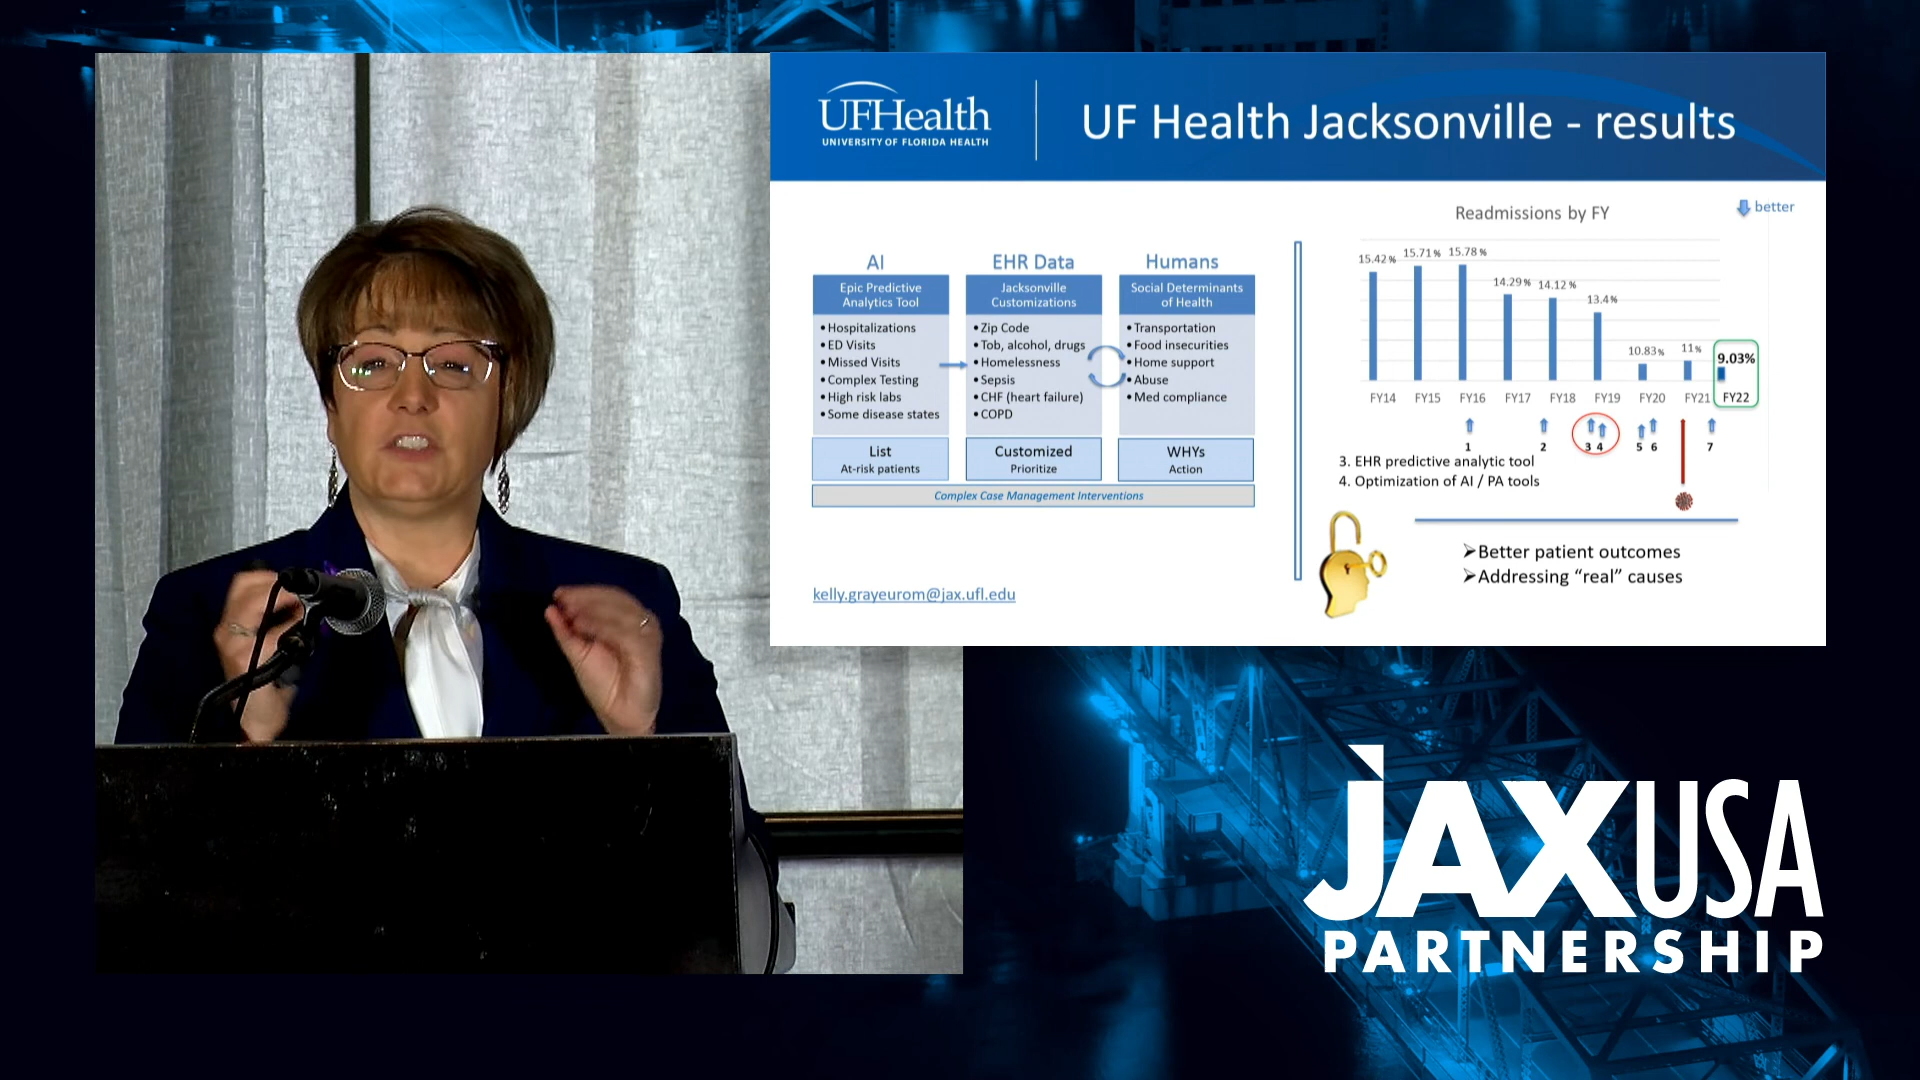 UFHealth
UNIVERSITY OF FLORIDA HEALTH
UF Health Jacksonville - results
AI
Epic Predictive
Analytics Tool
•Hospitalizations
•ED Visits
•Missed Visits
•Complex Testing
•High risk labs
•Some disease states
List
At-risk patients
EHR Data
Jacksonville
Customizations
•Zip Code
•Tob, alcohol, drugs
•Homelessness
•Sepsis
•CHF (heart failure)
•COPD
Customized
Prioritize
Humans
Social Determinants
of Health
•Transportation
•Food insecurities
•Home support
•Abuse
•Med compliance
WHYs
Action
Complex Case Management Interventions
kelly.grayeurom@jax.ufl.edu
Readmissions by FY
better
15.42% 15.71% 15.78% 14.29% 14.12% 13.4% 10.83% 11% 9.03%
FY14 FY15 FY16 FY17 FY18 FY19 FY20 FY21 FY22
1 2 3 4 5 6 7
3. EHR predictive analytic tool
4. Optimization of AI / PA tools
➢Better patient outcomes
➢Addressing “real” causes
JAXUSA
PARTNERSHIP